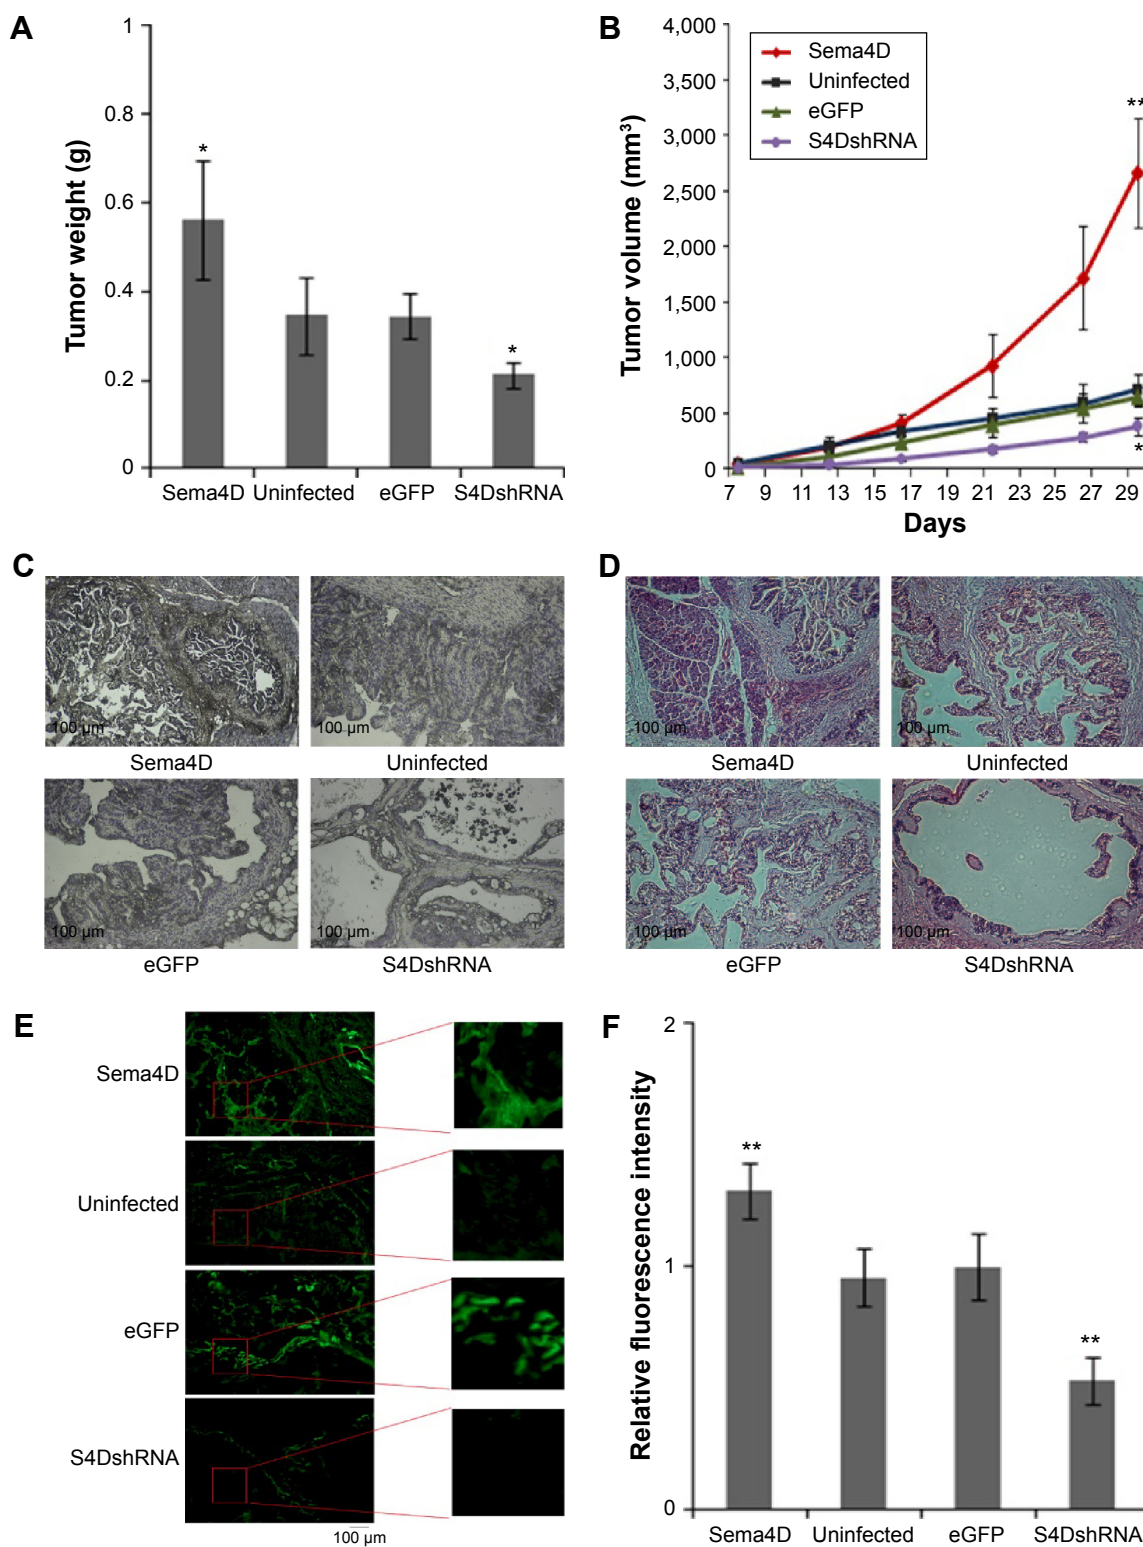 A
Tumor weight (g)
1
0.8
0.6
0.4
0.2
0
*
*
Sema4D Uninfected eGFP S4DshRNA
B
Tumor volume (mm³)
4,000
3,500
3,000
2,500
2,000
1,500
1,000
500
0
Sema4D
Uninfected
eGFP
S4DshRNA
**
*
7 9 11 13 15 17 19 21 23 25 27 29
Days
C
100 µm 100 µm
Sema4D Uninfected
100 µm 100 µm
eGFP S4DshRNA
D
100 µm 100 µm
Sema4D Uninfected
100 µm 100 µm
eGFP S4DshRNA
E
Sema4D
Uninfected
eGFP
S4DshRNA
100 µm
F
Relative fluorescence intensity
2
1
0
**
**
Sema4D Uninfected eGFP S4DshRNA